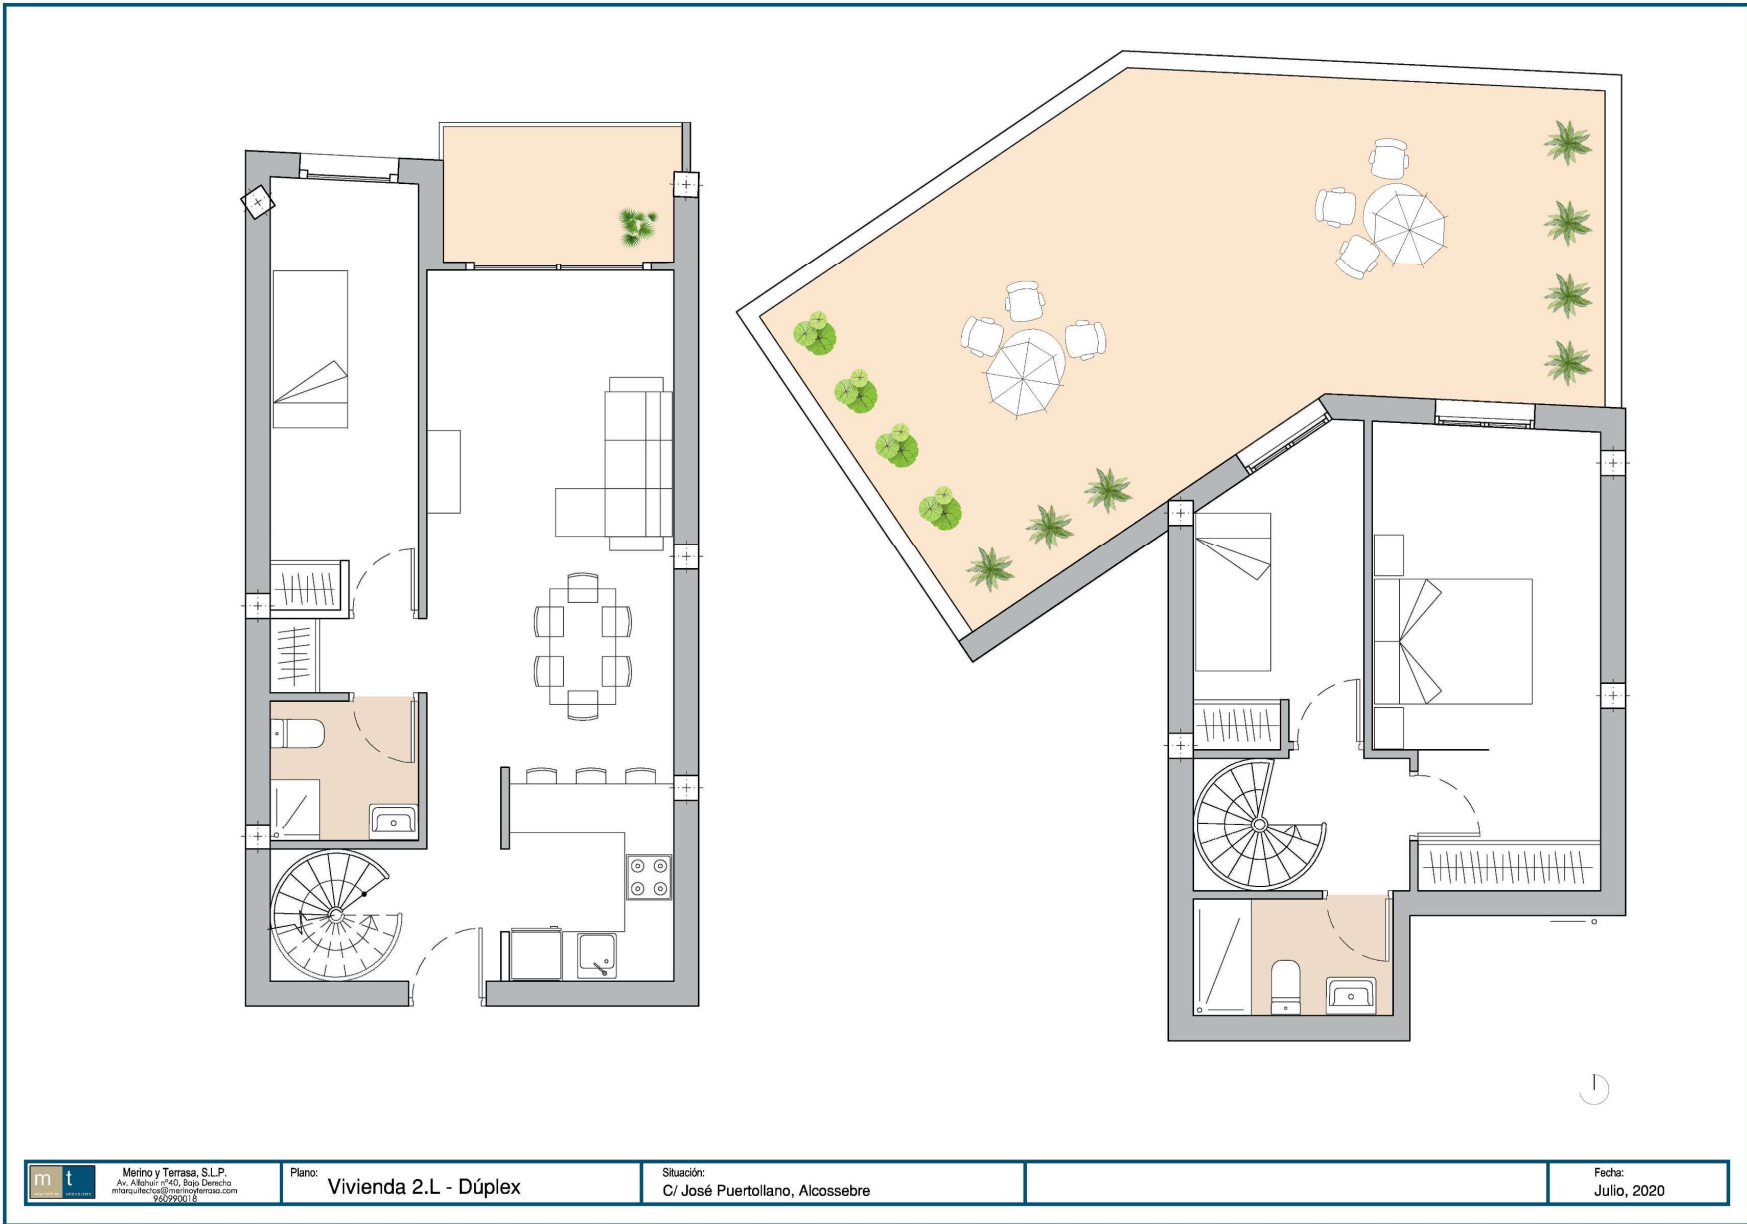 m t
Merino y Terrasa, S.L.P.
Av. Alfahuir nº40, Bajo Derecha
mtarquitectos@merinoyterrasa.com
960990018
Plano:
Vivienda 2.L - Dúplex
Situación:
C/ José Puertollano, Alcossebre
Fecha:
Julio, 2020